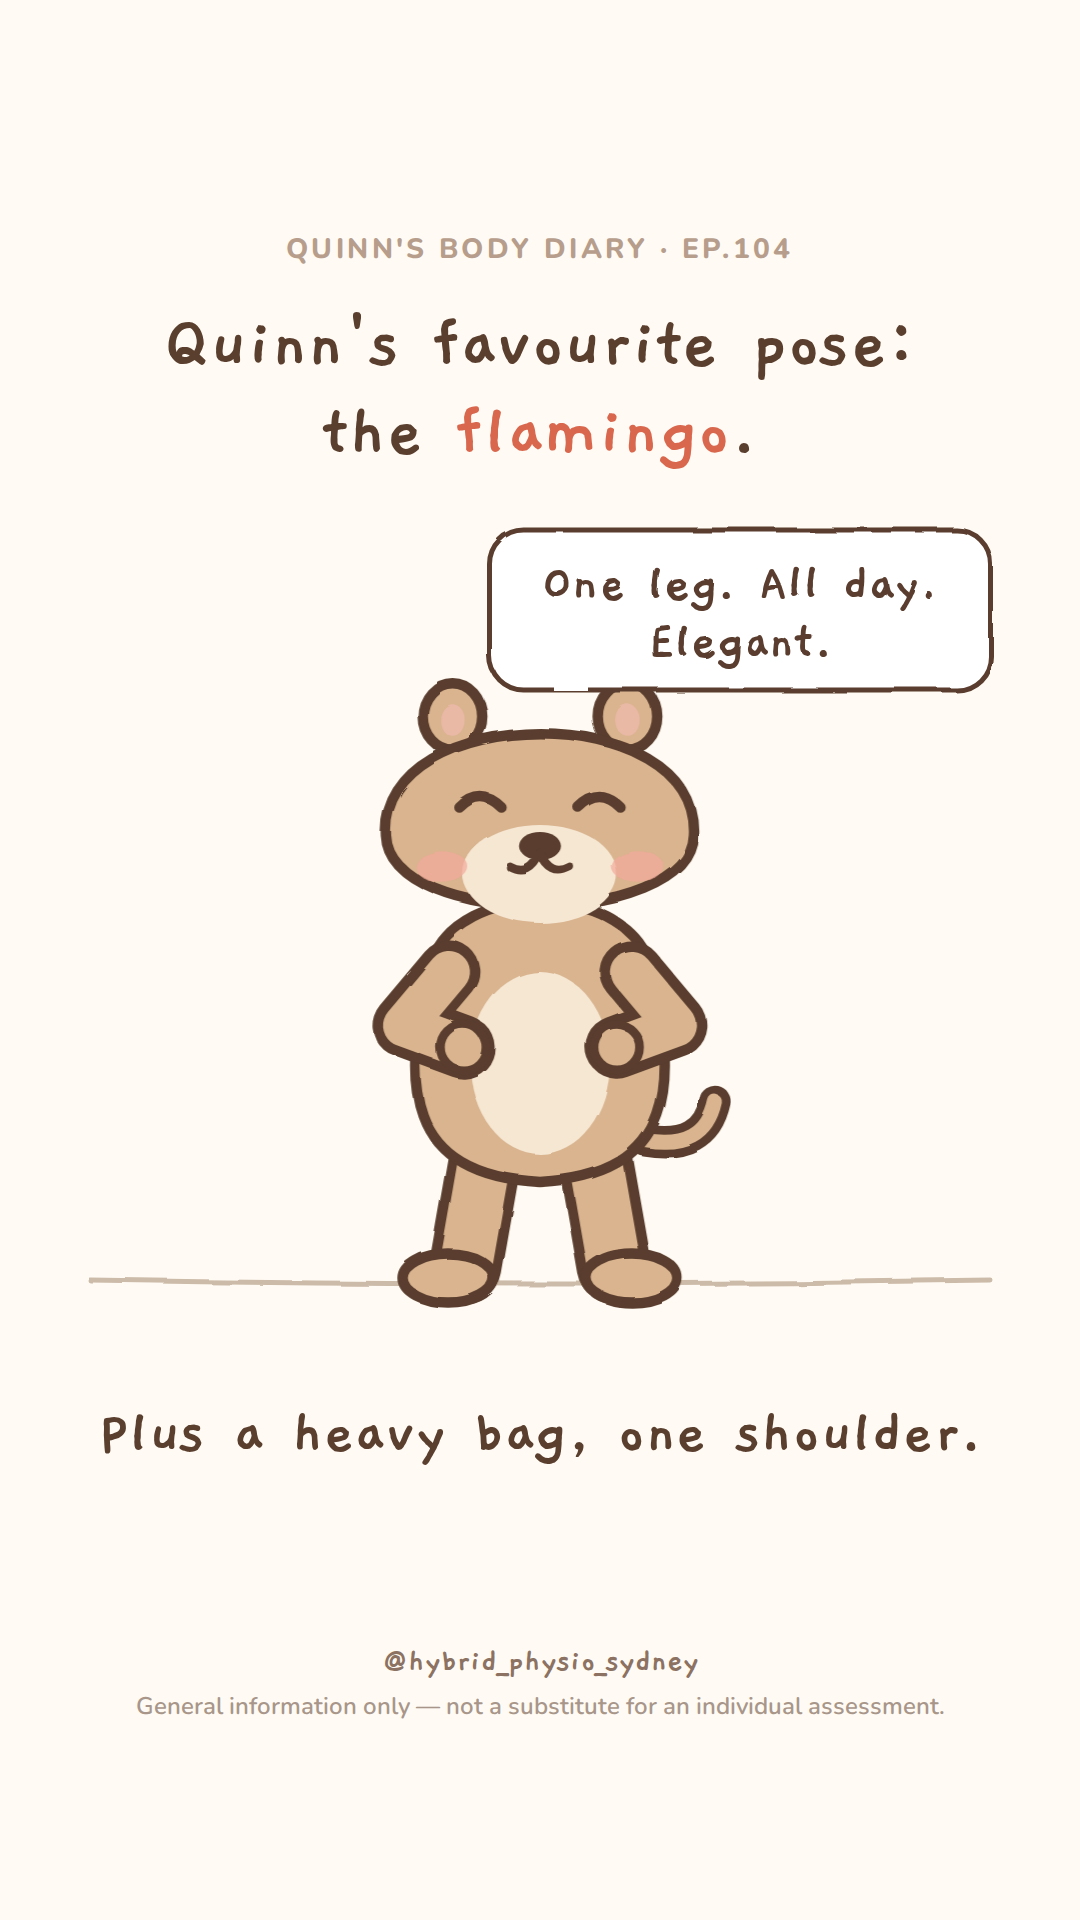 QUINN'S BODY DIARY · EP.104
Quinn's favourite pose:
the flamingo.
One leg. All day.
Elegant.
Plus a heavy bag, one shoulder.
@hybrid_physio_sydney
General information only — not a substitute for an individual assessment.